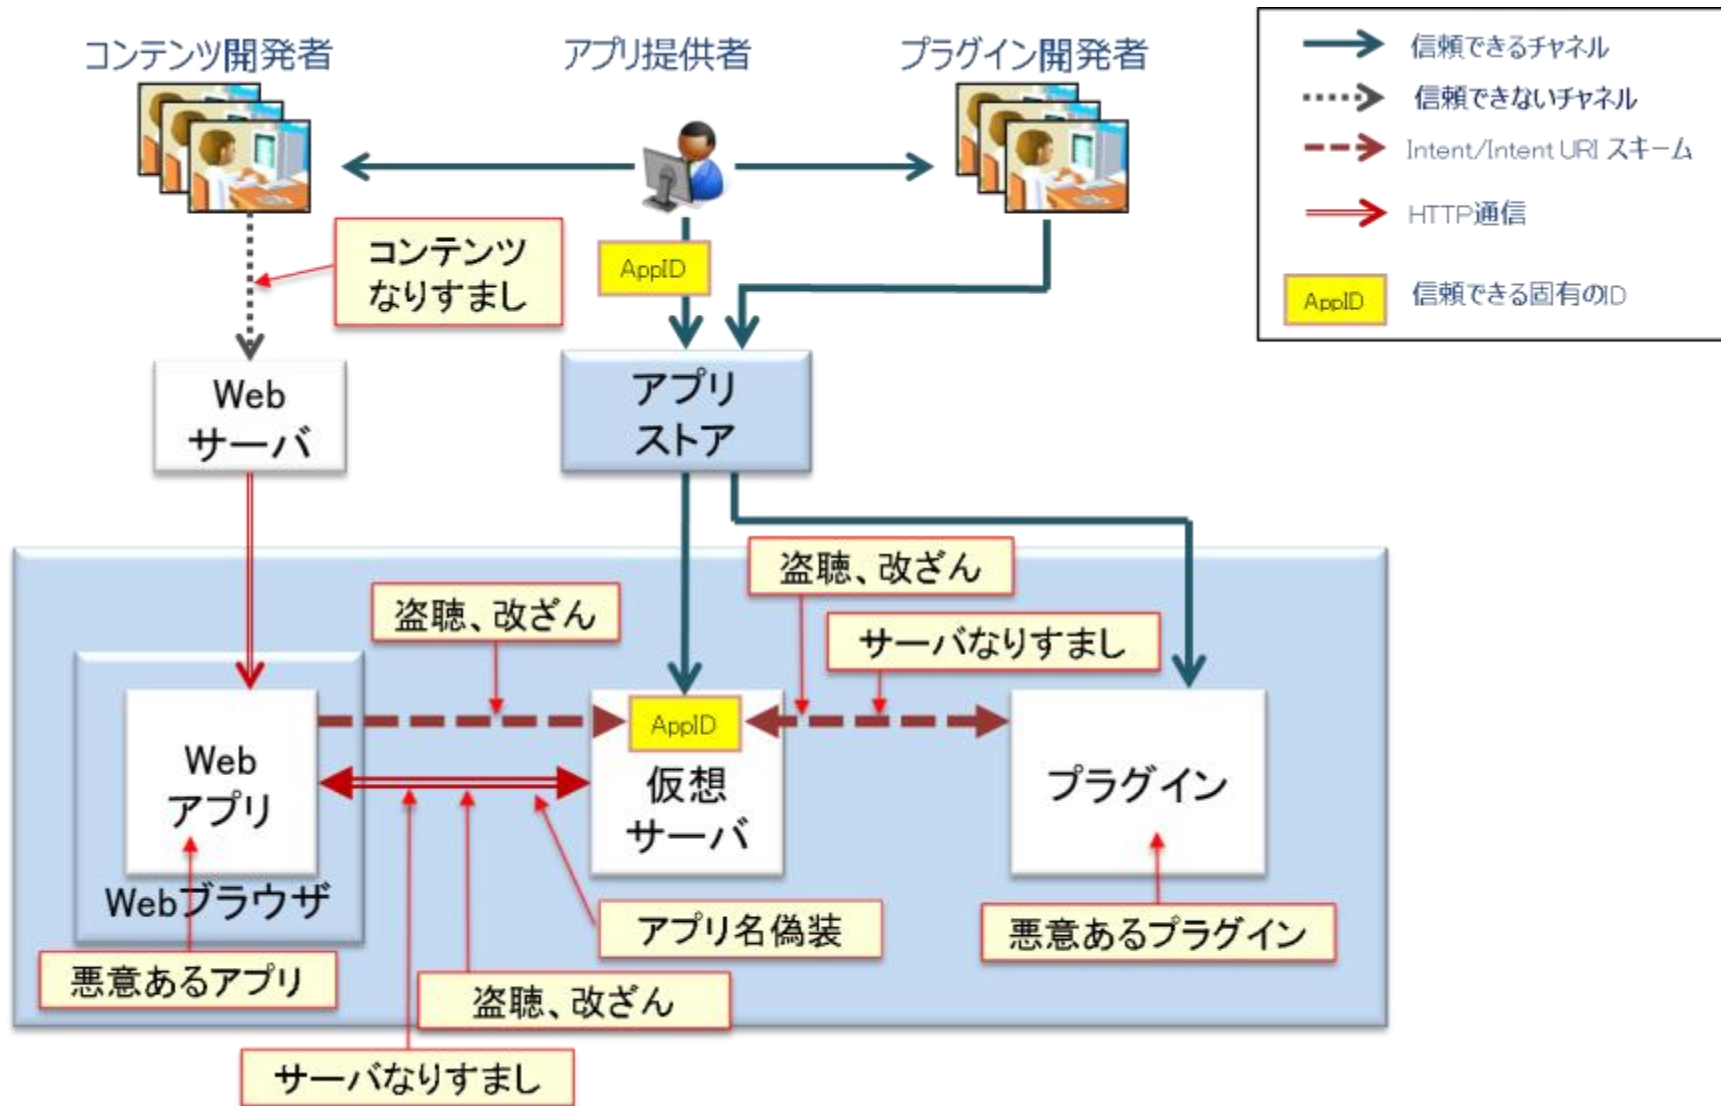 コンテンツ開発者
アプリ提供者
プラグイン開発者
信頼できるチャネル
信頼できないチャネル
Intent/Intent URI スキーム
HTTP通信
AppID
信頼できる固有のID
コンテンツ
なりすまし
AppID
Web
サーバ
アプリ
ストア
盗聴、改ざん
盗聴、改ざん
サーバなりすまし
Web
アプリ
Webブラウザ
AppID
仮想
サーバ
プラグイン
悪意あるアプリ
アプリ名偽装
悪意あるプラグイン
盗聴、改ざん
サーバなりすまし